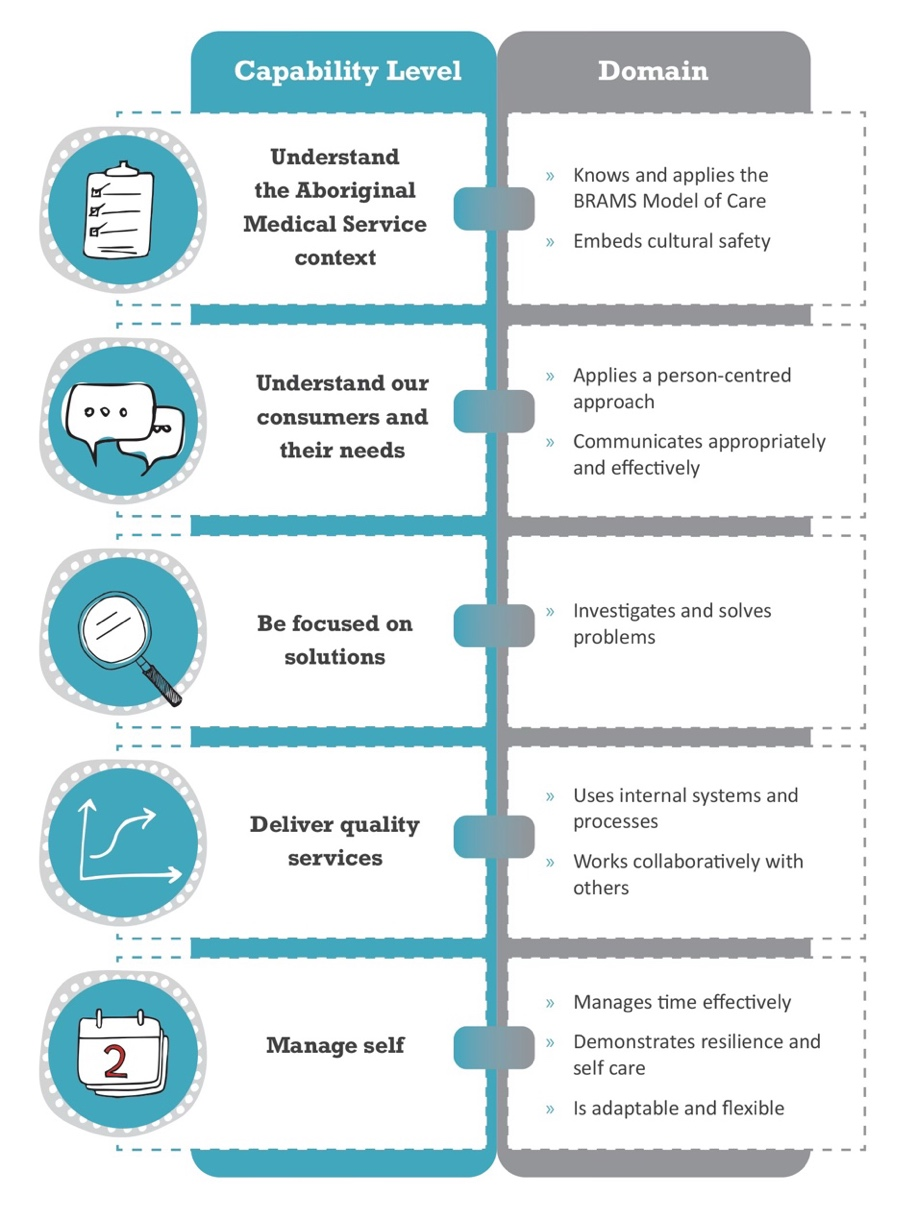 Capability Level
Domain
Understand
the Aboriginal
Medical Service
context
» Knows and applies the
BRAMS Model of Care
» Embeds cultural safety
Understand our
consumers and
their needs
» Applies a person-centred
approach
» Communicates appropriately
and effectively
Be focused on
solutions
» Investigates and solves
problems
Deliver quality
services
» Uses internal systems and
processes
» Works collaboratively with
others
2
Manage self
» Manages time effectively
» Demonstrates resilience and
self care
» Is adaptable and flexible